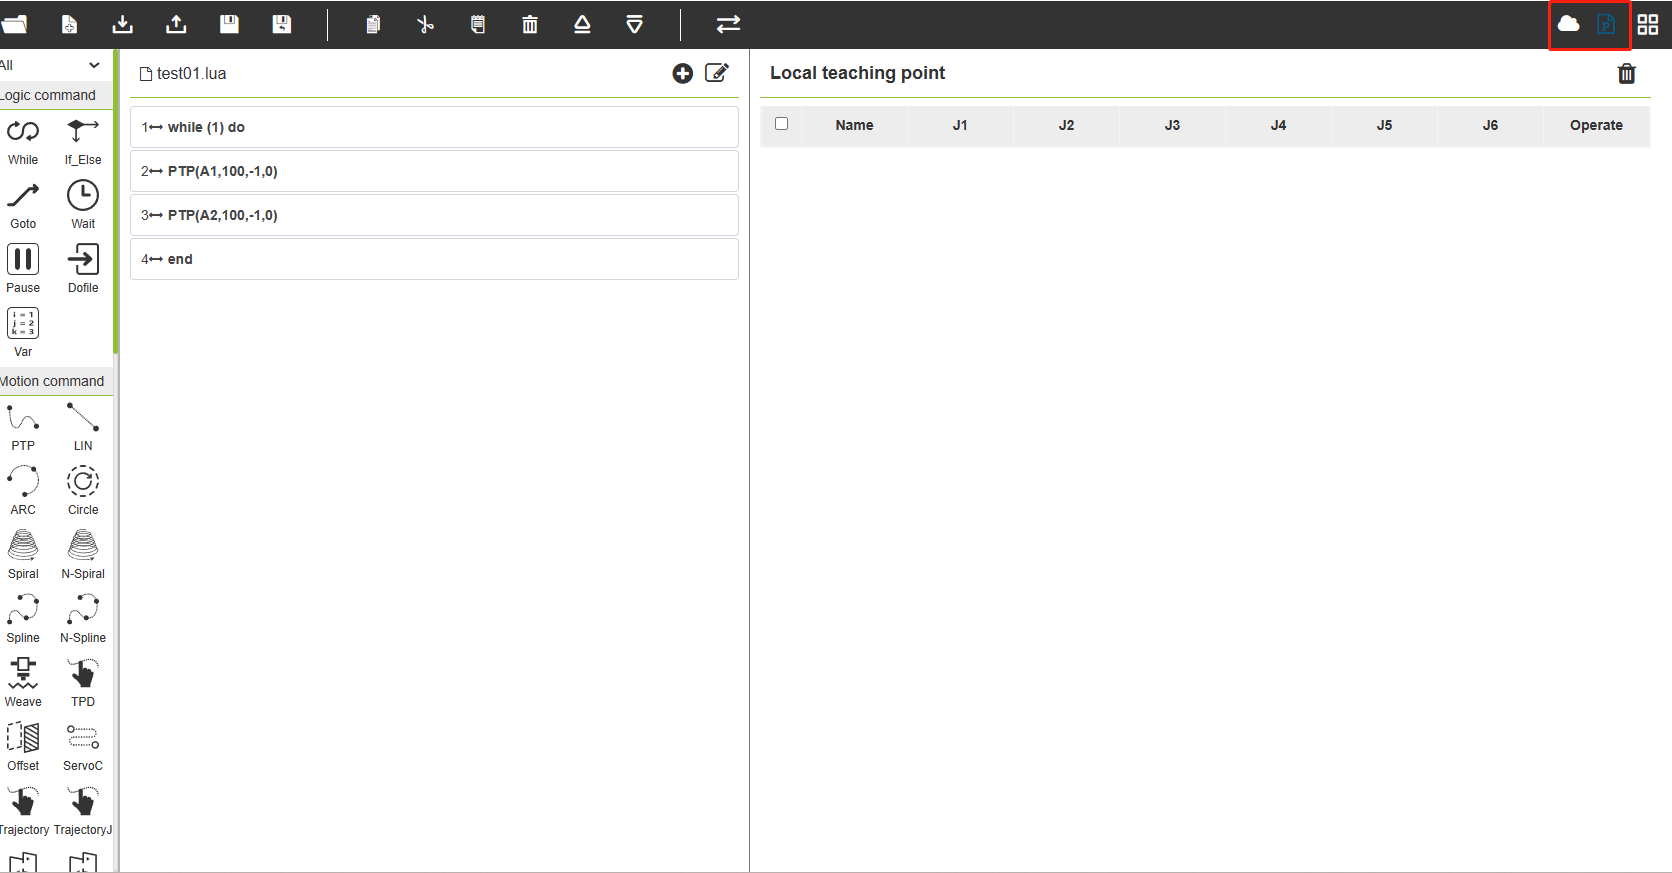 All
Logic command
While
If_Else
Goto
Wait
Pause
Dofile
i = 1
j = 2
k = 3
Var
Motion command
PTP
LIN
ARC
Circle
Spiral
N-Spiral
Spline
N-Spline
Weave
TPD
Offset
ServoC
Trajectory
TrajectoryJ
test01.lua
1 while (1) do
2 PTP(A1,100,-1,0)
3 PTP(A2,100,-1,0)
4 end
P
Local teaching point
Name J1 J2 J3 J4 J5 J6 Operate